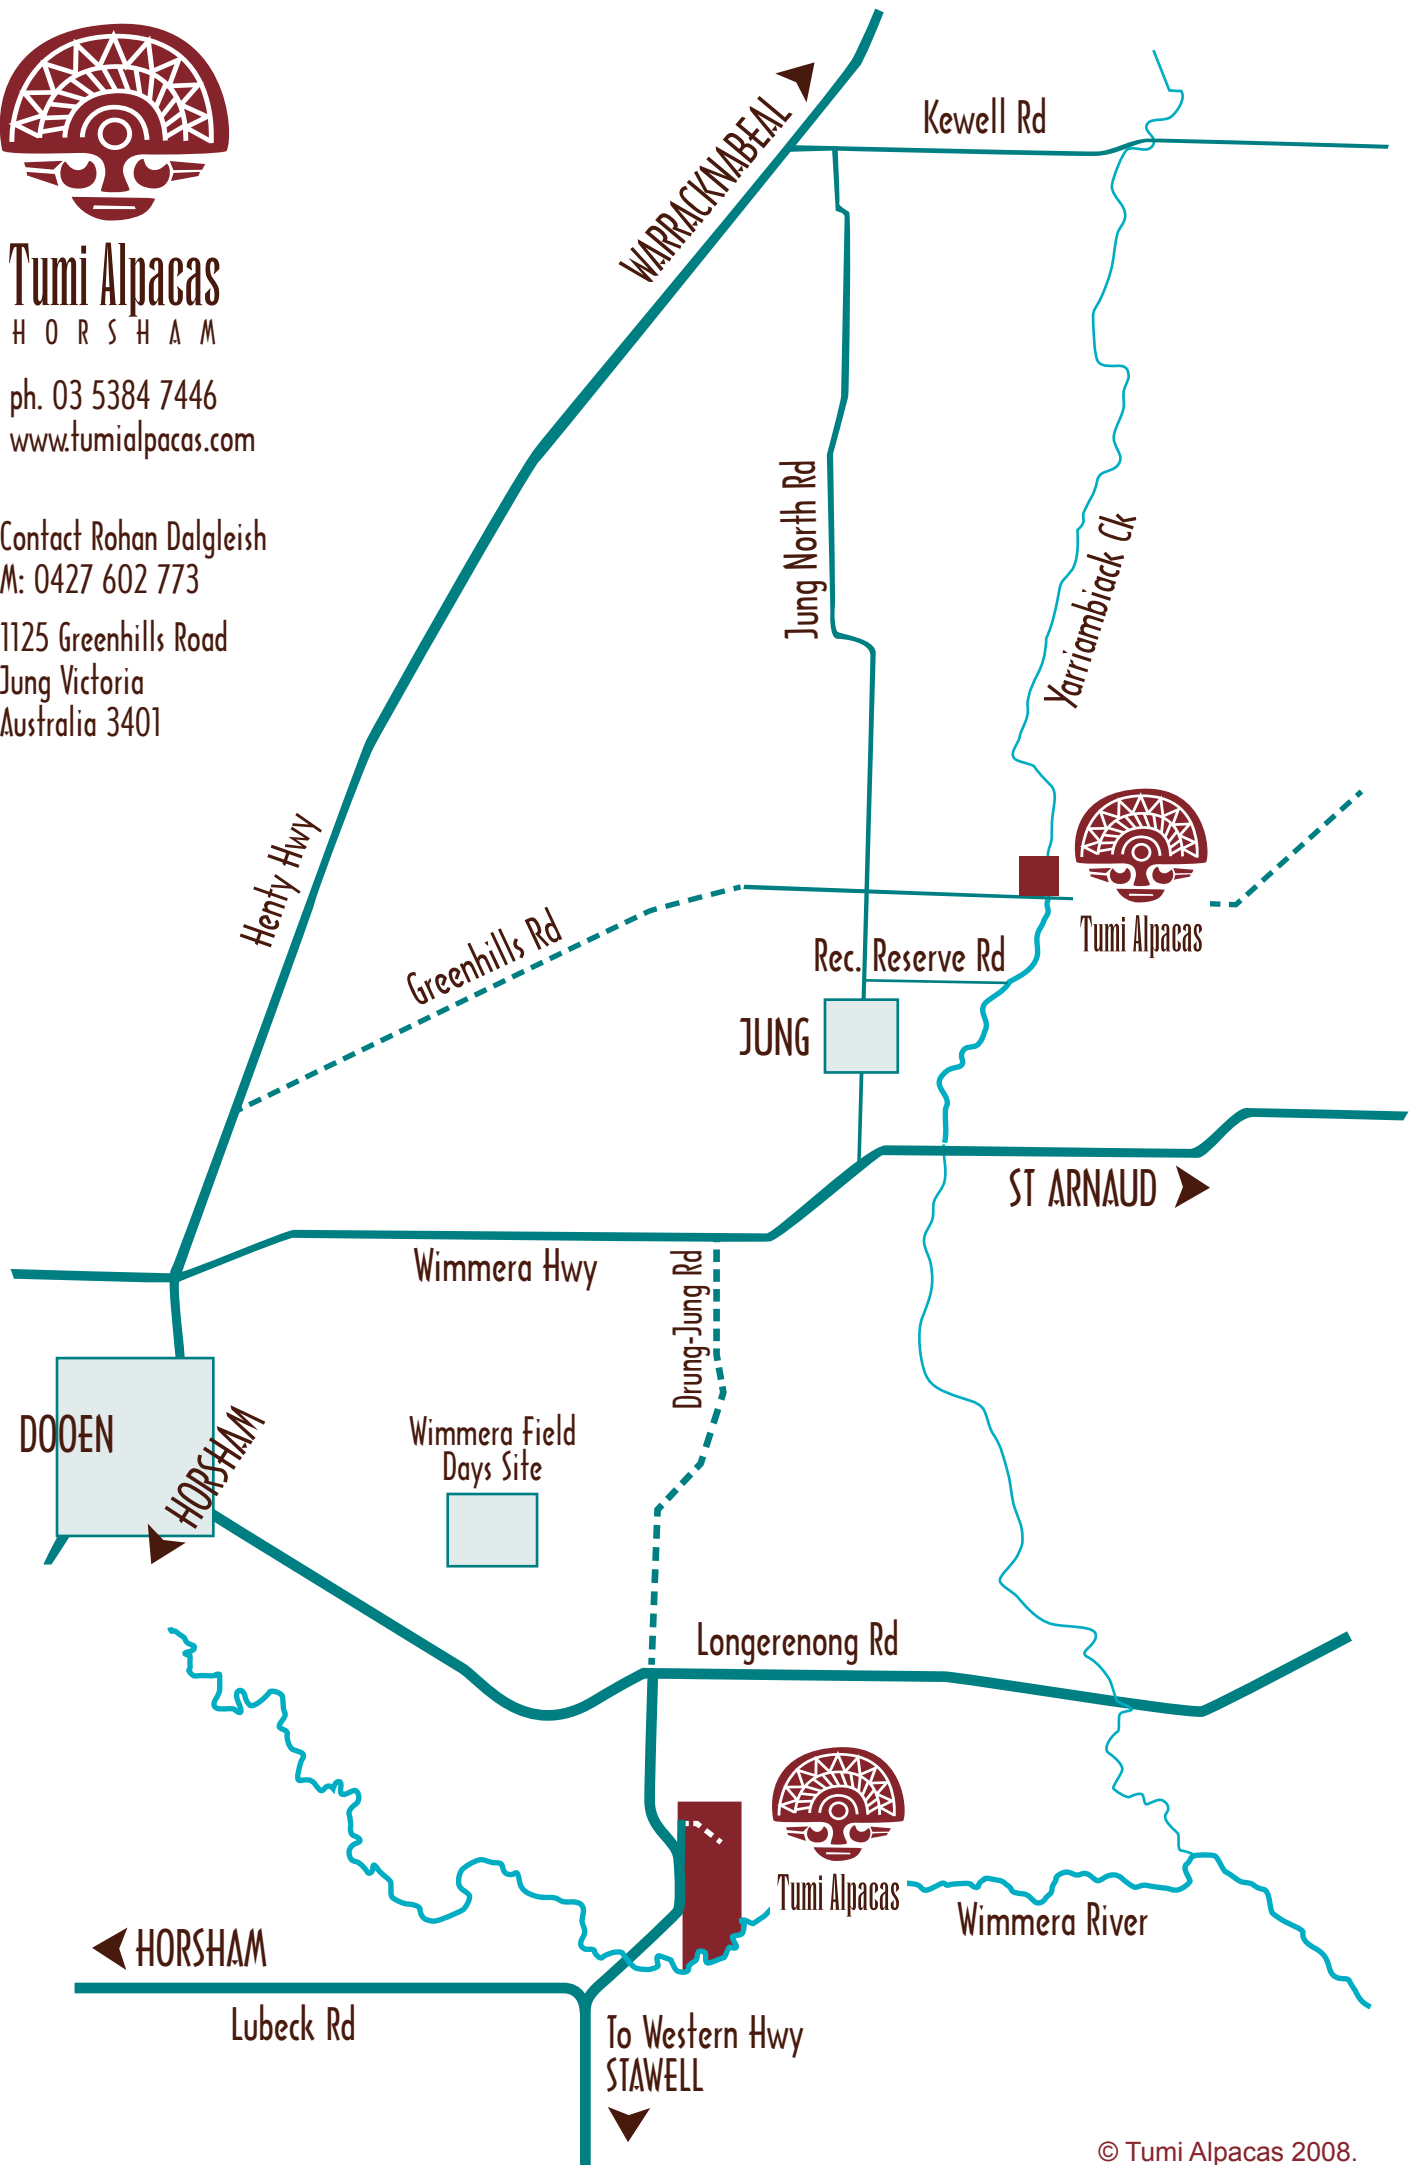 Tumi Alpacas
HORSHAM
ph. 03 5384 7446
www.tumialpacas.com
Contact Rohan Dalgleish
M: 0427 602 773
1125 Greenhills Road
Jung Victoria
Australia 3401
WARRACKNABEAL
Kewell Rd
Jung North Rd
Yarriambiack Ck
Henty Hwy
Greenhills Rd
Tumi Alpacas
Rec. Reserve Rd
JUNG
ST ARNAUD
Wimmera Hwy
Drung-Jung Rd
DOOEN
HORSHAM
Wimmera Field
Days Site
Longerenong Rd
Tumi Alpacas
Wimmera River
HORSHAM
Lubeck Rd
To Western Hwy
STAWELL
© Tumi Alpacas 2008.